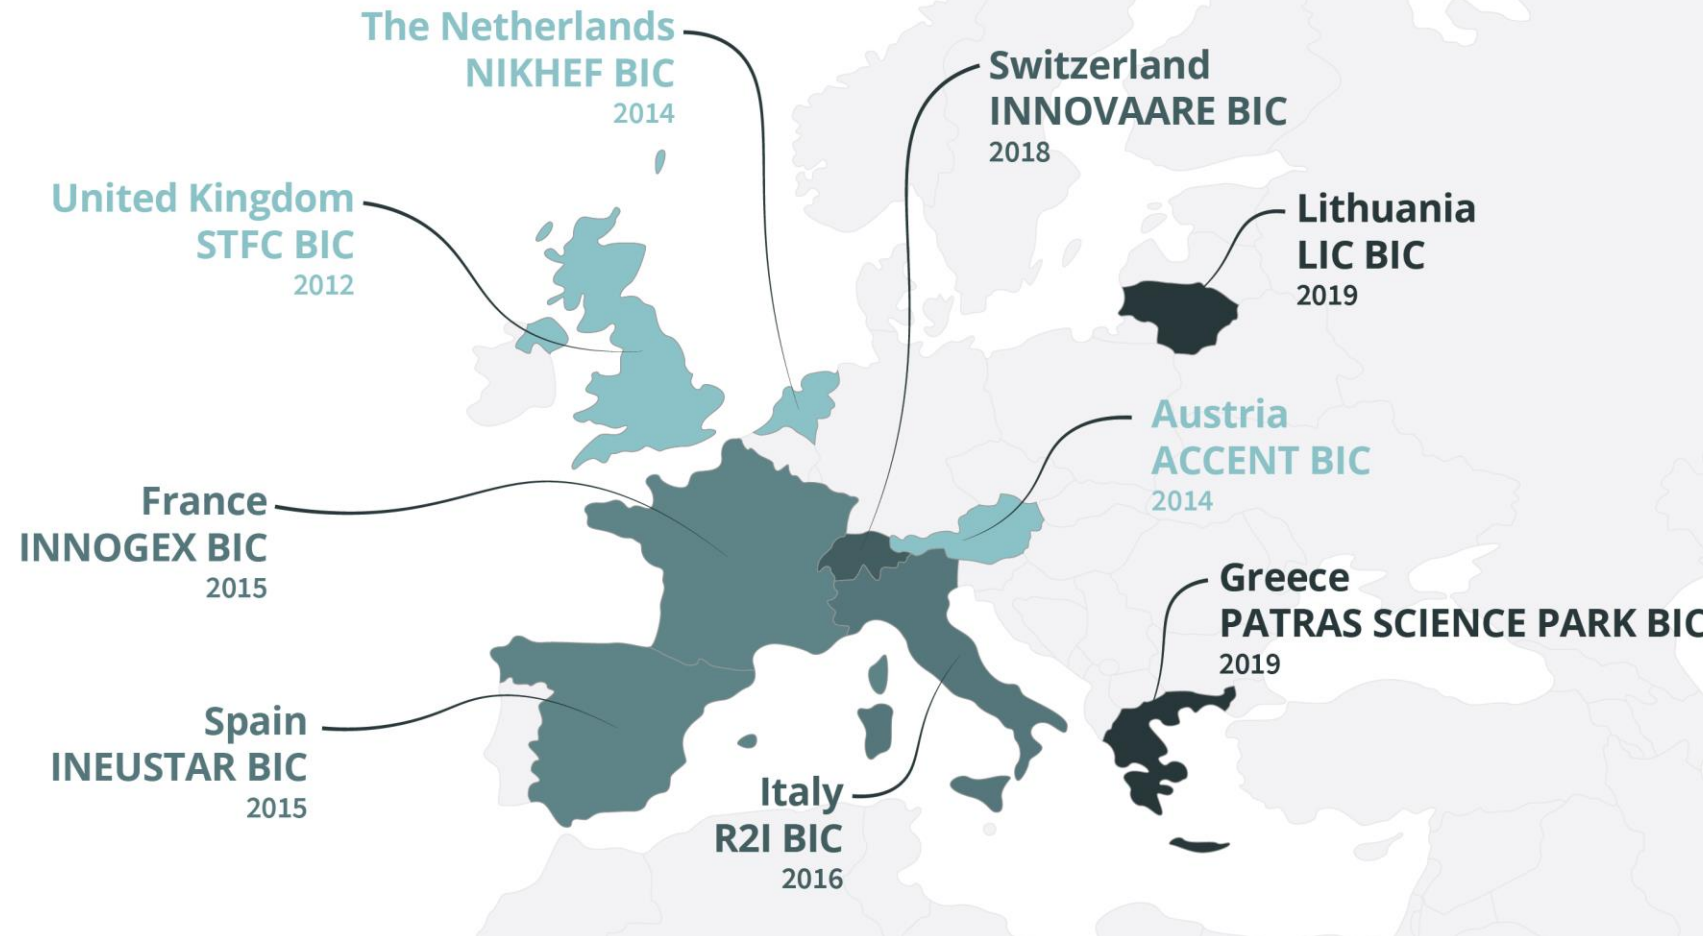 The Netherlands
NIKHEF BIC
2014
Switzerland
INNOVAARE BIC
2018
United Kingdom
STFC BIC
2012
Lithuania
LIC BIC
2019
Austria
ACCENT BIC
2014
France
INNOGEX BIC
2015
Greece
PATRAS SCIENCE PARK BIC
2019
Spain
INEUSTAR BIC
2015
Italy
R2I BIC
2016